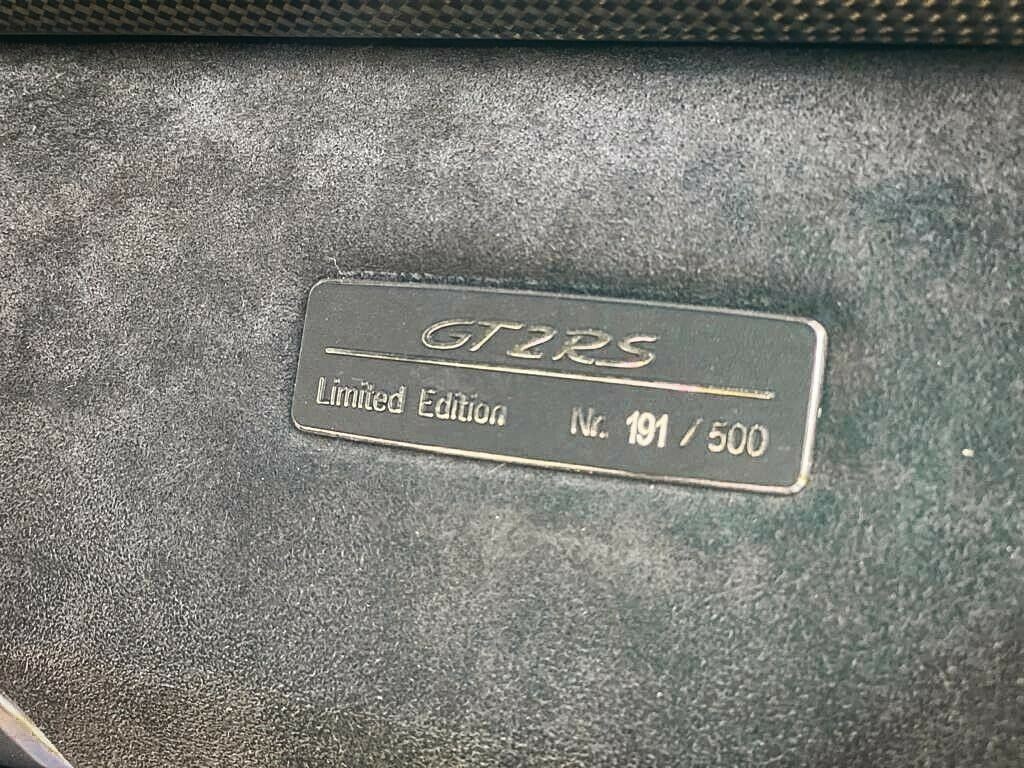 GT2RS
Limited Edition Nr. 191 / 500